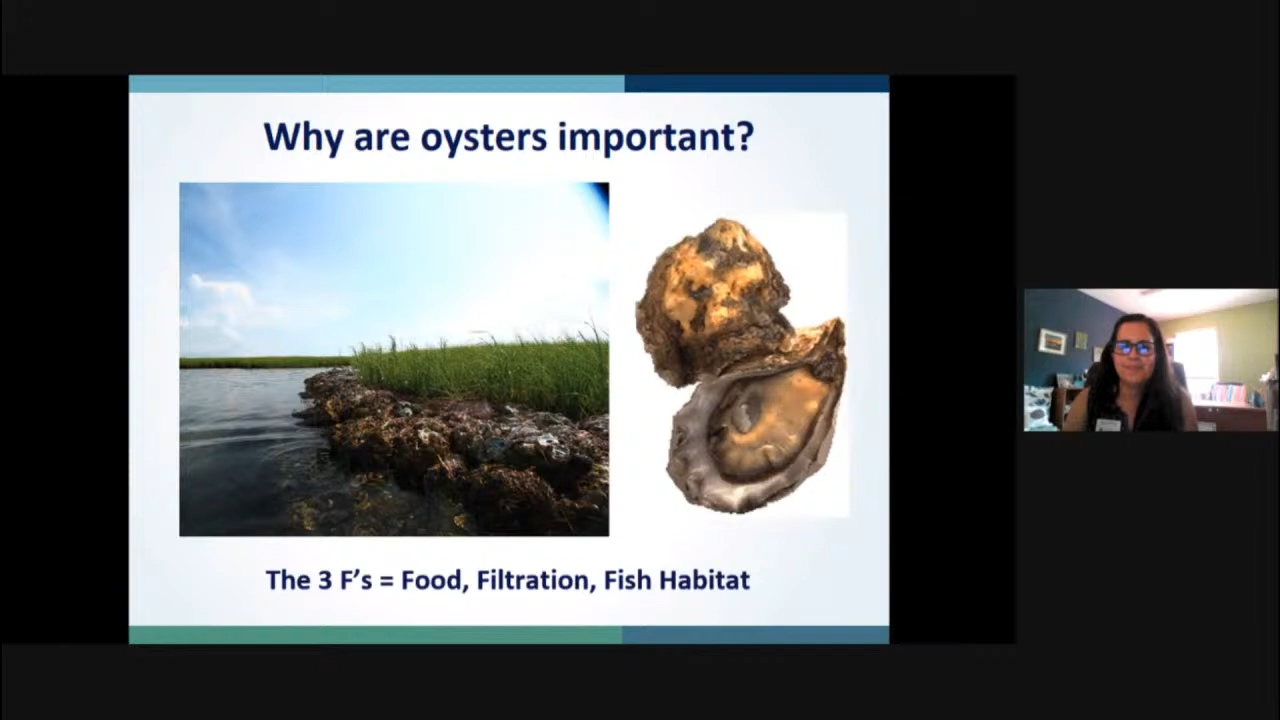 Why are oysters important?
The 3 F's = Food, Filtration, Fish Habitat